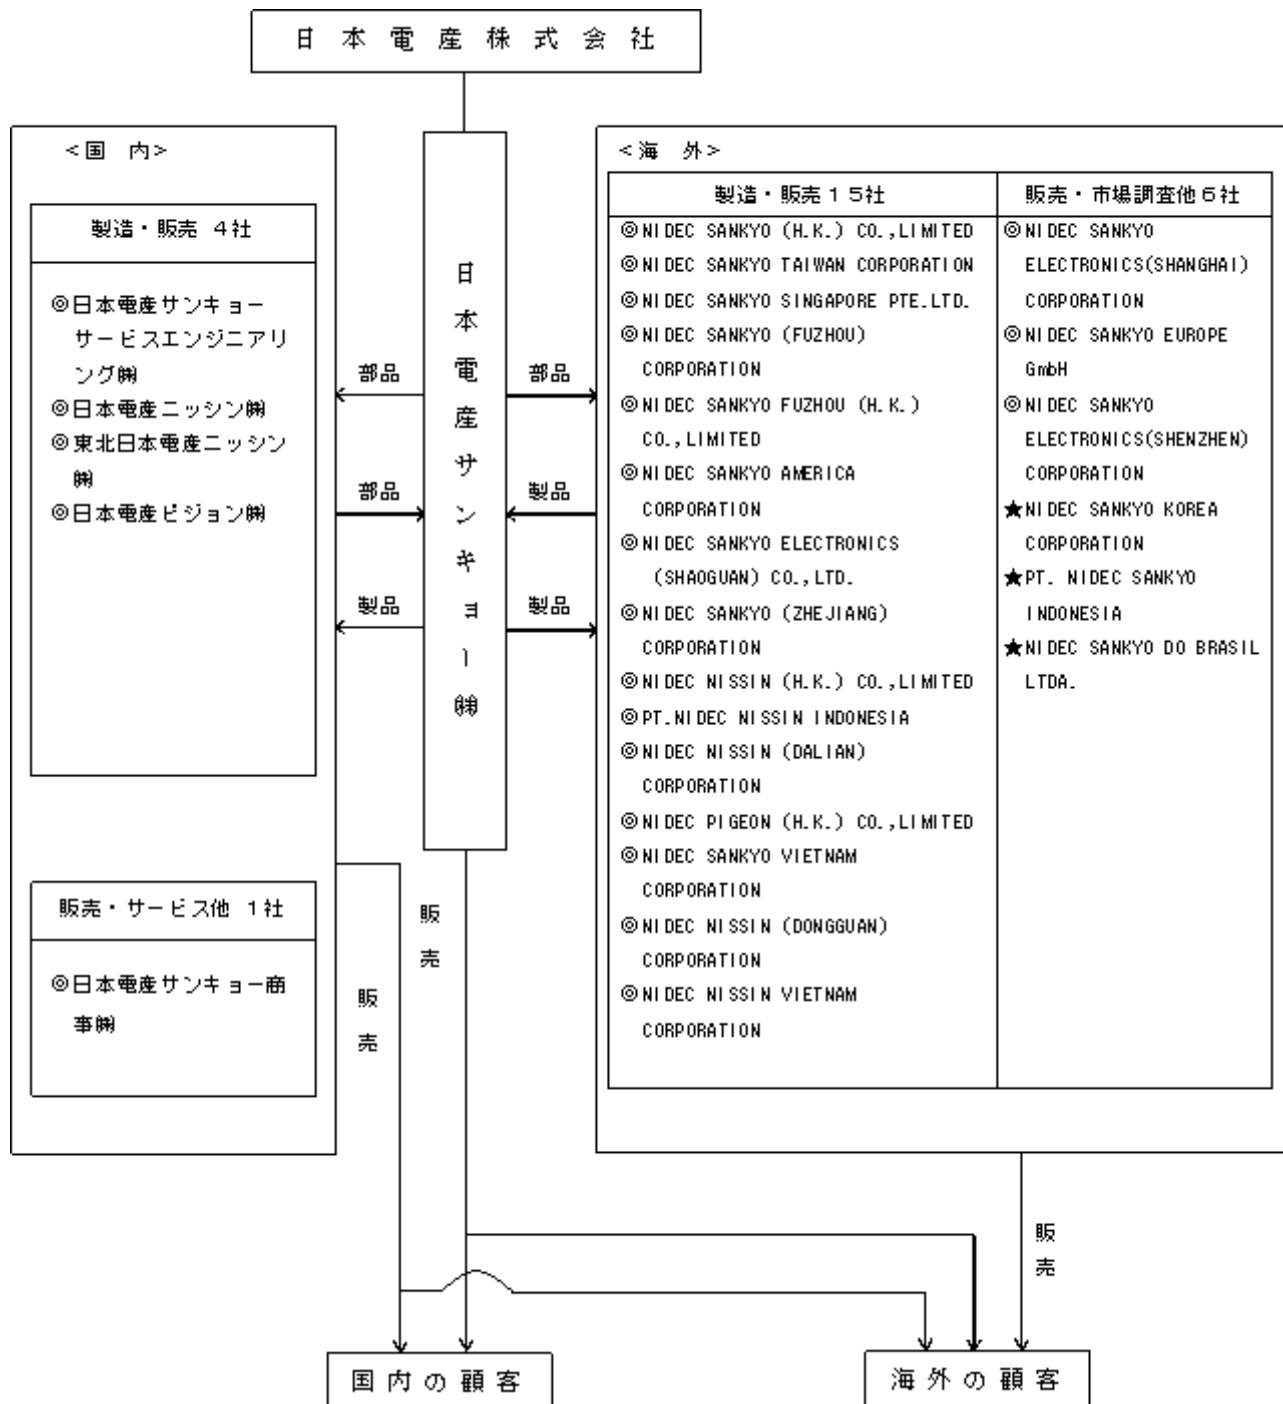 日本電産株式会社
<国 内>
製造・販売 4社
◎日本電産サンキョー
サービスエンジニアリ
ング㈱
◎日本電産ニッシン㈱
◎東北日本電産ニッシン
㈱
◎日本電産ピジョン㈱
販売・サービス他 1社
◎日本電産サンキョー商
事㈱
部品
部品
製品
日本電産サンキョー㈱
部品
製品
製品
<海 外>
製造・販売15社
◎NIDEC SANKYO (H.K.) CO.,LIMITED
◎NIDEC SANKYO TAIWAN CORPORATION
◎NIDEC SANKYO SINGAPORE PTE.LTD.
◎NIDEC SANKYO (FUZHOU)
CORPORATION
◎NIDEC SANKYO FUZHOU (H.K.)
CO.,LIMITED
◎NIDEC SANKYO AMERICA
CORPORATION
◎NIDEC SANKYO ELECTRONICS
(SHAOGUAN) CO.,LTD.
◎NIDEC SANKYO (ZHEJIANG)
CORPORATION
◎NIDEC NISSIN (H.K.) CO.,LIMITED
◎PT.NIDEC NISSIN INDONESIA
◎NIDEC NISSIN (DALIAN)
CORPORATION
◎NIDEC PIGEON (H.K.) CO.,LIMITED
◎NIDEC SANKYO VIETNAM
CORPORATION
◎NIDEC NISSIN (DONGGUAN)
CORPORATION
◎NIDEC NISSIN VIETNAM
CORPORATION
販売・市場調査他6社
◎NIDEC SANKYO
ELECTRONICS(SHANGHAI)
CORPORATION
◎NIDEC SANKYO EUROPE
GmbH
◎NIDEC SANKYO
ELECTRONICS(SHENZHEN)
CORPORATION
★NIDEC SANKYO KOREA
CORPORATION
★PT. NIDEC SANKYO
INDONESIA
★NIDEC SANKYO DO BRASIL
LTDA.
販売
販売
販売
国内の顧客
海外の顧客